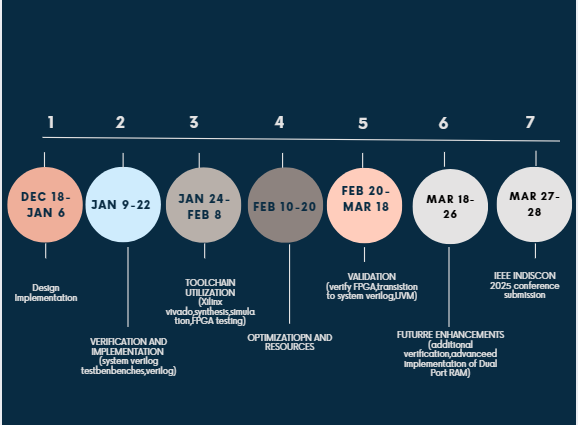 1 2 3 4 5 6 7
DEC 18-
JAN 6
JAN 9-22
JAN 24-
FEB 8
FEB 10-20
FEB 20-
MAR 18
MAR 18-
26
MAR 27-
28
Design
Implementation
VERIFICATION AND
IMPLEMENTATION
(system verilog
testbenbenches,verilog)
TOOLCHAIN
UTILIZATION
(Xilinx
vivado,synthesis,simula
tion,FPGA testing)
OPTIMIZATIOPN AND
RESOURCES
VALIDATION
(verify FPGA,transistion
to system verilog,UVM)
FUTURRE ENHANCEMENTS
(additional
verification,advanceed
implementation of Dual
Port RAM)
IEEE INDISCON
2025 conference
submission